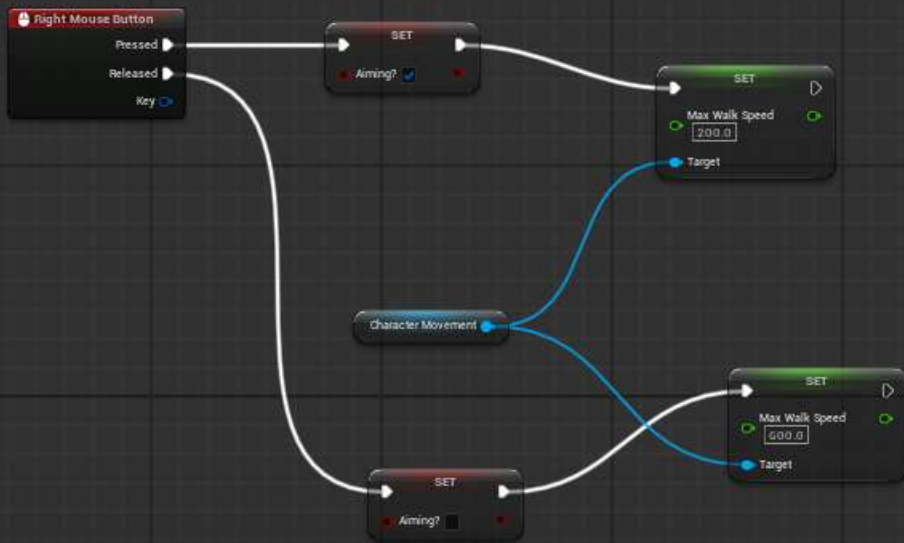 Right Mouse Button
Pressed
Released
Key
SET
Aiming?
SET
Max Walk Speed
200.0
Target
Character Movement
SET
Aiming?
SET
Max Walk Speed
600.0
Target